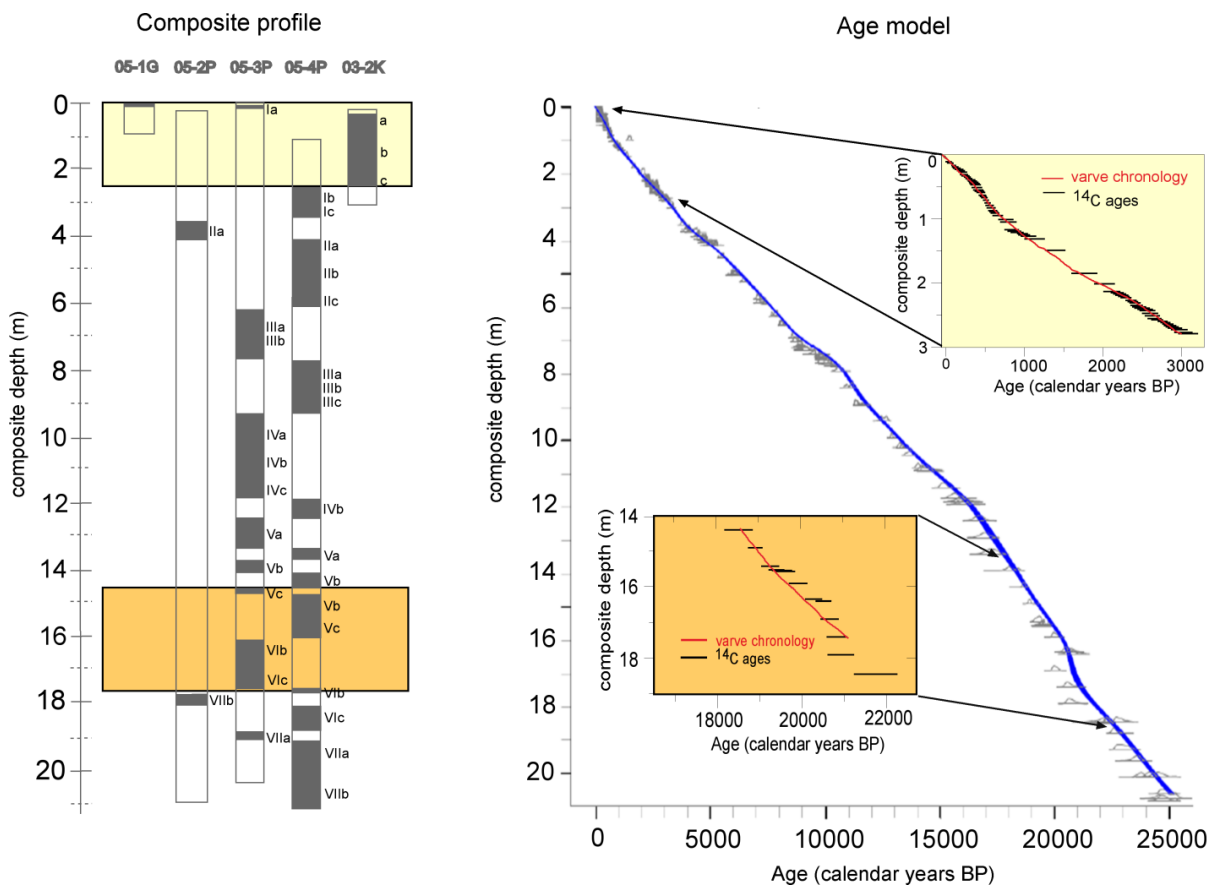 Composite profile
05-1G 05-2P 05-3P 05-4P 03-2K
composite depth (m)
0
2
4
6
8
10
12
14
16
18
20
Ia
a
b
c
Ib
Ic
IIa
IIa
IIb
IIc
IIIa
IIIb
IIIa
IIIb
IIIc
IVa
IVb
IVc
IVb
Va
Va
Vb
Vb
Vc
Vb
Vc
VIb
VIc
VIb
VIIb
VIc
VIIa
VIIa
VIIb
Age model
composite depth (m)
0
2
4
6
8
10
12
14
16
18
20
0 5000 10000 15000 20000 25000
Age (calendar years BP)
composite depth (m)
0
1
2
3
varve chronology
14C ages
0 1000 2000 3000
Age (calendar years BP)
composite depth (m)
14
16
18
varve chronology
14C ages
18000 20000 22000
Age (calendar years BP)